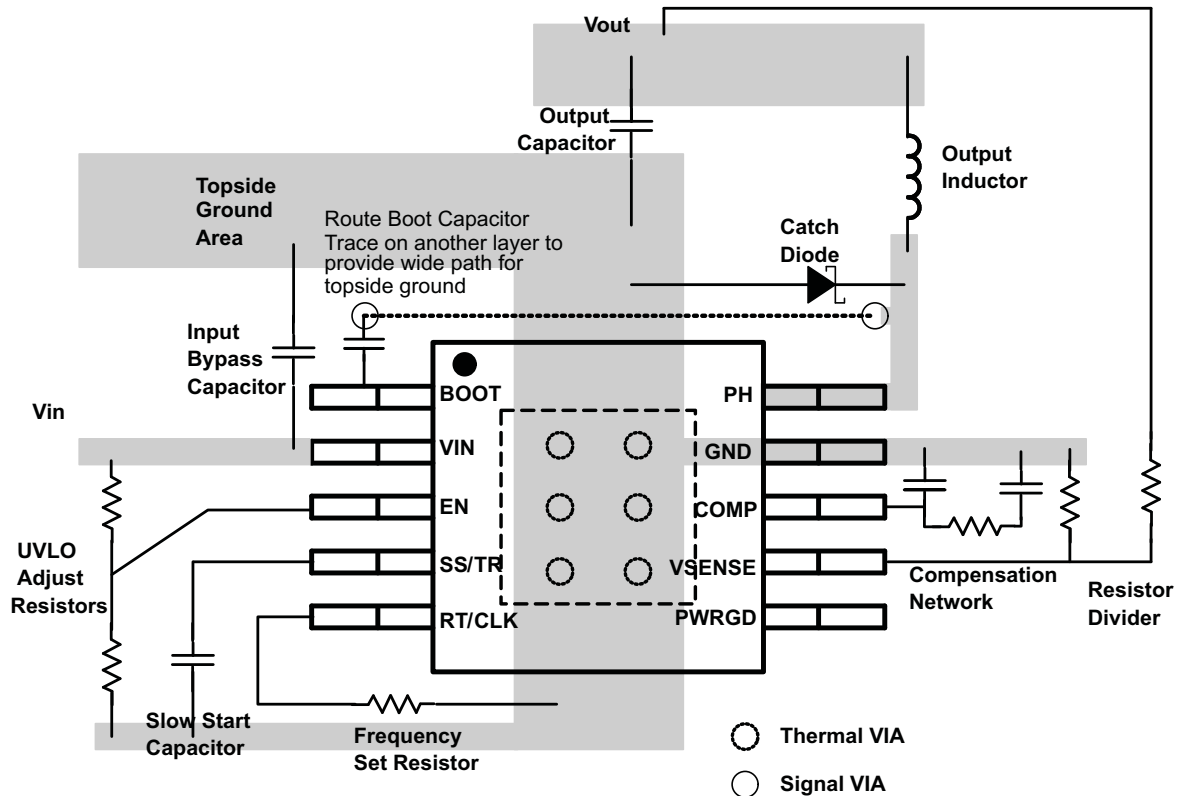 Vout
Output
Capacitor
Output
Inductor
Topside
Ground
Area
Route Boot Capacitor
Trace on another layer to
provide wide path for
topside ground
Catch
Diode
Input
Bypass
Capacitor
Vin
BOOT
VIN
EN
SS/TR
RT/CLK
PH
GND
COMP
VSENSE
PWRGD
UVLO
Adjust
Resistors
Compensation
Network
Resistor
Divider
Slow Start
Capacitor
Frequency
Set Resistor
Thermal VIA
Signal VIA